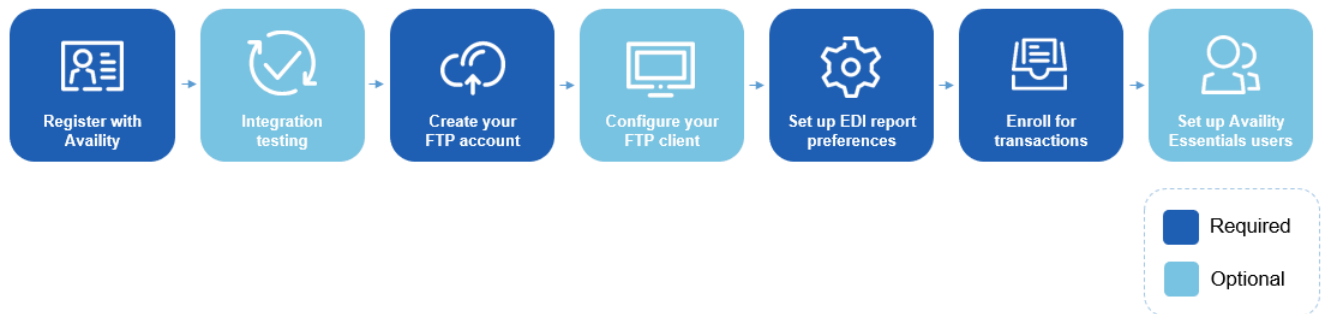 Register with
Availity
Integration
testing
Create your
FTP account
Configure your
FTP client
Set up EDI report
preferences
Enroll for
transactions
Set up Availity
Essentials users
Required
Optional